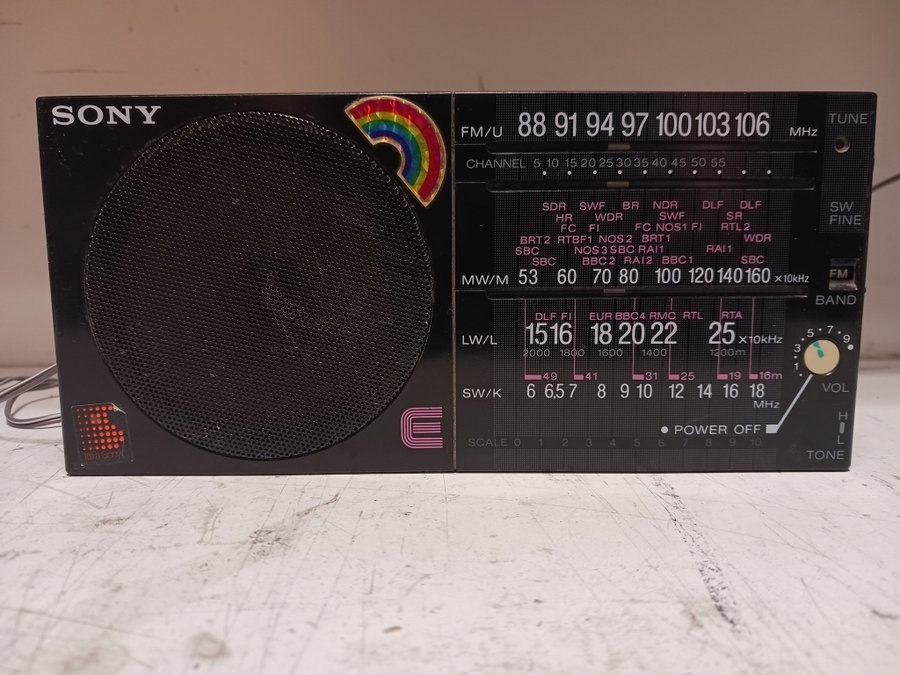 SONY
FM/U 88 91 94 97 100 103 106 MHz
TUNE
CHANNEL 5 10 15 20 25 30 35 40 45 50 55
SDR SWF BR NDR DLF DLF
HR WDR SWF SR
FC FI FC NOS1 FI RTL2
BRT2 RTBF1 NOS2 BRT1 WDR
SBC NOS3 SBC RAI1 RAI1
SBC BBC2 RAI2 BBC1 SBC
SW
FINE
MW/M 53 60 70 80 100 120 140 160 ×10kHz
FM
BAND
DLF FI EUR BBC4 RMC RTL RTA
LW/L 15 16 18 20 22 25 ×10kHz
2000 1800 1600 1400 1200m
1 3 5 7 9
49 41 31 25 19 16m
SW/K 6 6.5 7 8 9 10 12 14 16 18
MHz
VOL
E
POWER OFF
H
L
SCALE 0 1 2 3 4 5 6 7 8 9 10
TONE
It's a Sony